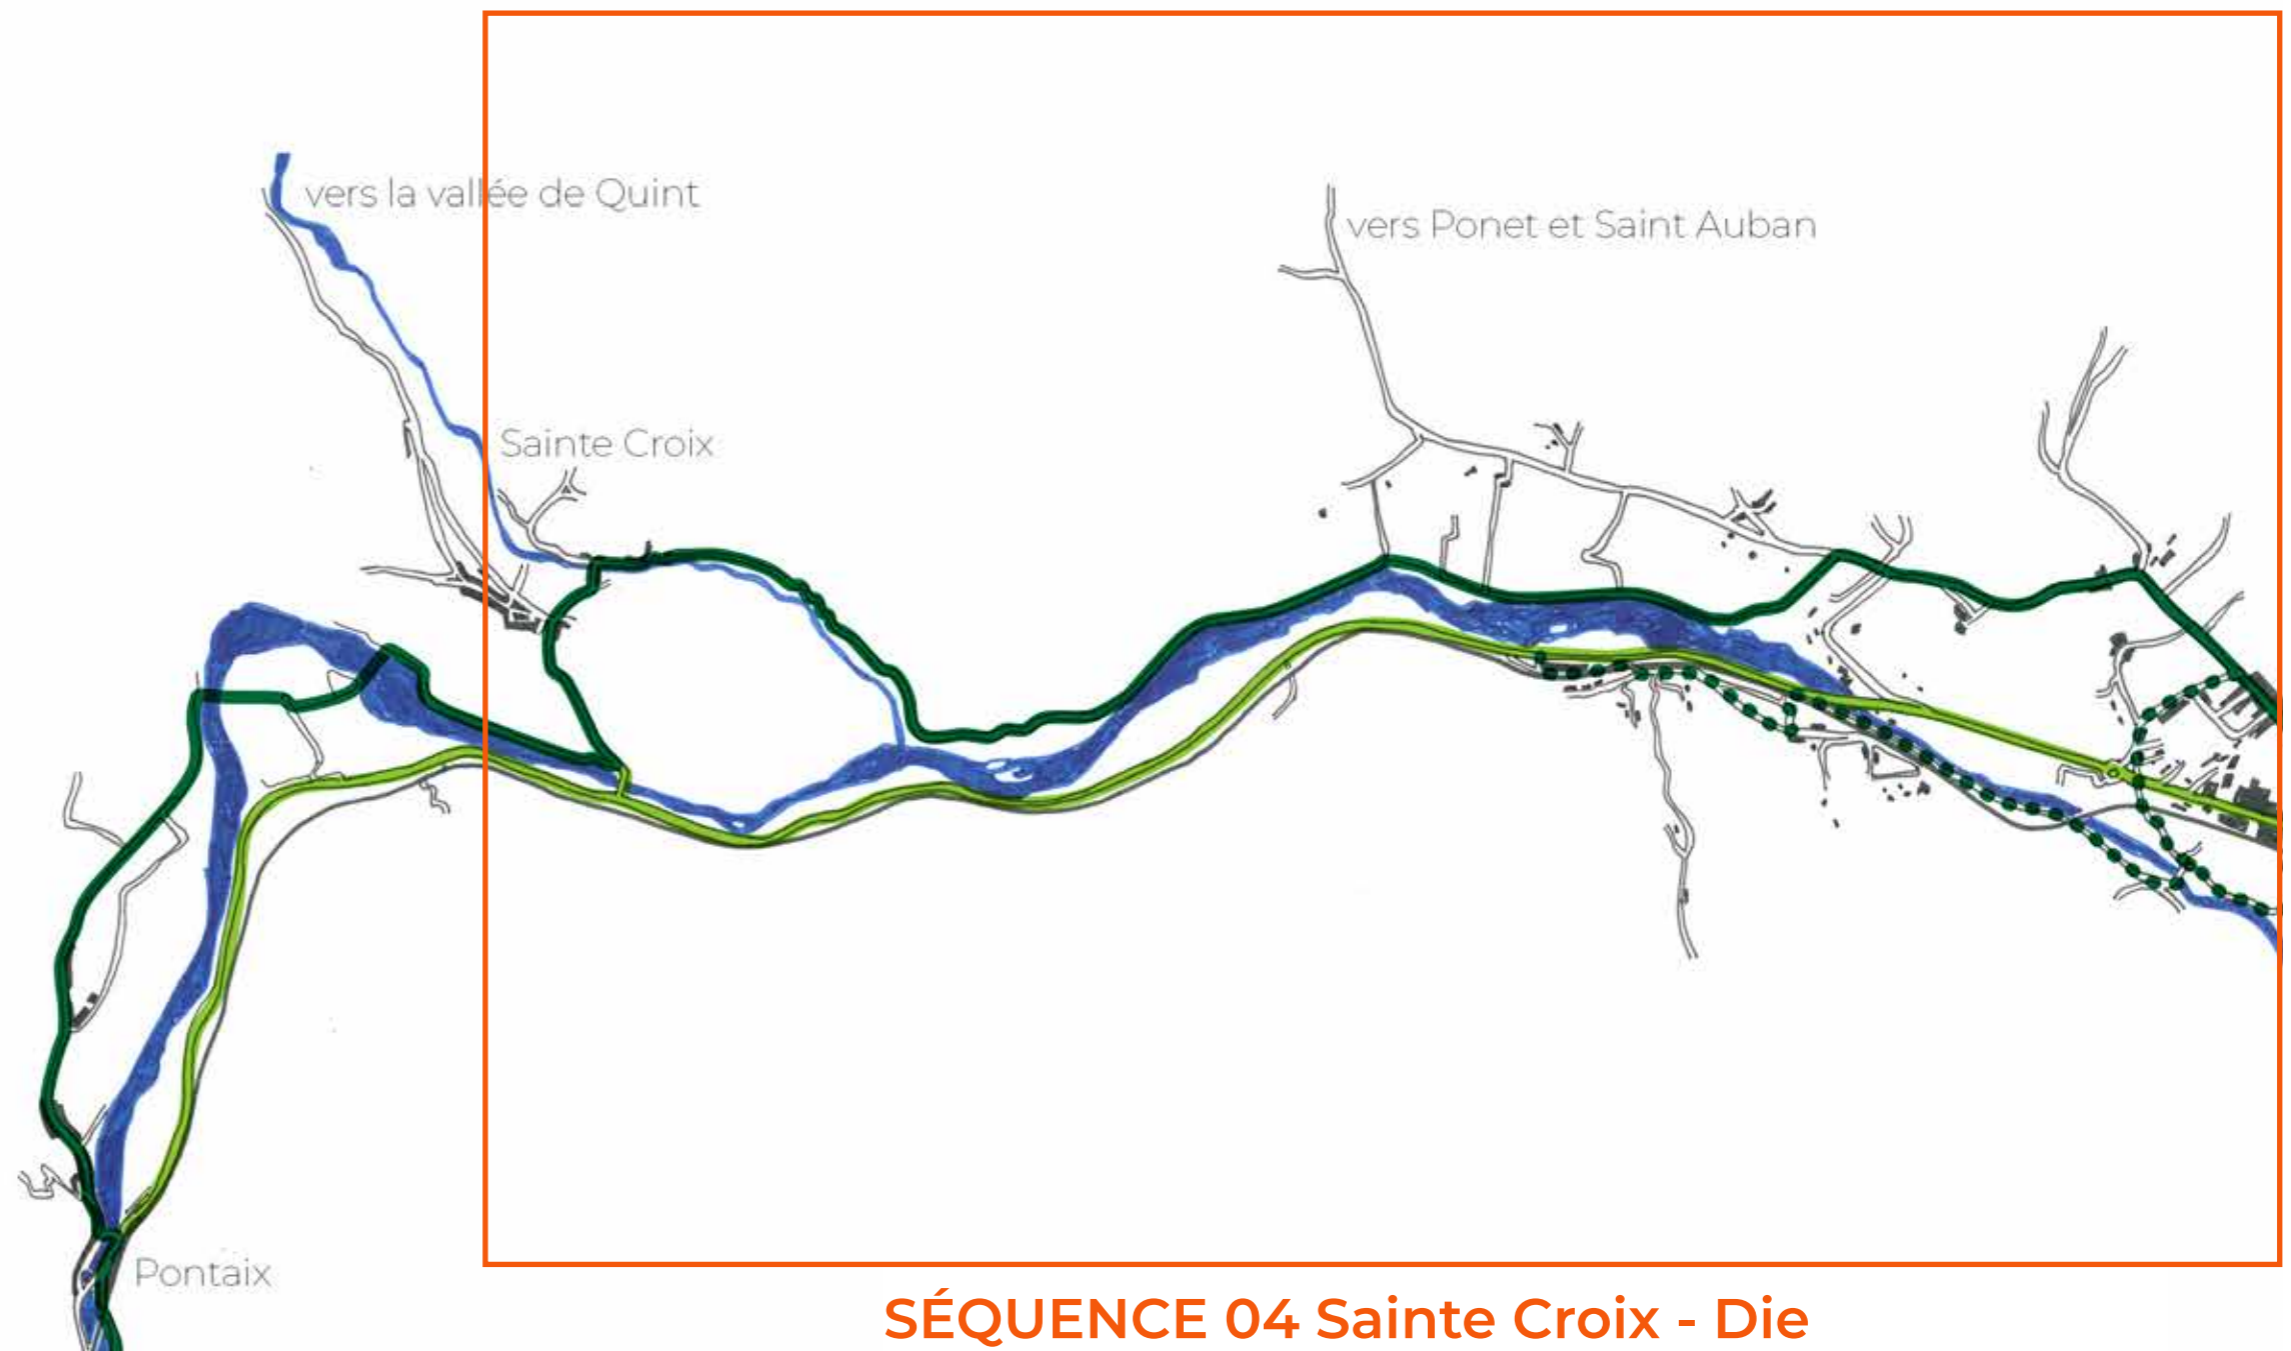 vers la vallée de Quint
vers Ponet et Saint Auban
Sainte Croix
Pontaix
SÉQUENCE 04 Sainte Croix - Die